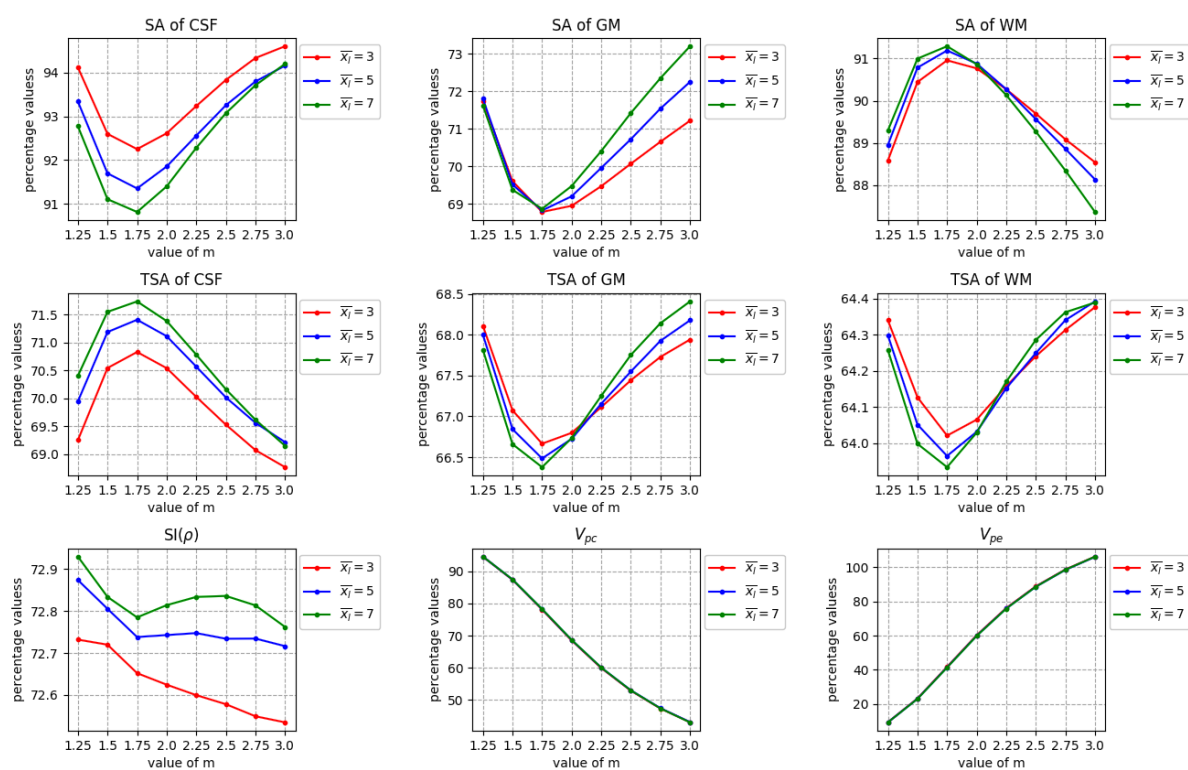 SA of CSF
percentage valuess
94
93
92
91
1.25 1.5 1.75 2.0 2.25 2.5 2.75 3.0
value of m
x̅ₗ = 3
x̅ₗ = 5
x̅ₗ = 7
SA of GM
percentage valuess
73
72
71
70
69
1.25 1.5 1.75 2.0 2.25 2.5 2.75 3.0
value of m
x̅ₗ = 3
x̅ₗ = 5
x̅ₗ = 7
SA of WM
percentage valuess
91
90
89
88
1.25 1.5 1.75 2.0 2.25 2.5 2.75 3.0
value of m
x̅ₗ = 3
x̅ₗ = 5
x̅ₗ = 7
TSA of CSF
percentage valuess
71.5
71.0
70.5
70.0
69.5
69.0
1.25 1.5 1.75 2.0 2.25 2.5 2.75 3.0
value of m
x̅ₗ = 3
x̅ₗ = 5
x̅ₗ = 7
TSA of GM
percentage valuess
68.5
68.0
67.5
67.0
66.5
1.25 1.5 1.75 2.0 2.25 2.5 2.75 3.0
value of m
x̅ₗ = 3
x̅ₗ = 5
x̅ₗ = 7
TSA of WM
percentage valuess
64.4
64.3
64.2
64.1
64.0
1.25 1.5 1.75 2.0 2.25 2.5 2.75 3.0
value of m
x̅ₗ = 3
x̅ₗ = 5
x̅ₗ = 7
SI(ρ)
percentage valuess
72.9
72.8
72.7
72.6
1.25 1.5 1.75 2.0 2.25 2.5 2.75 3.0
value of m
x̅ₗ = 3
x̅ₗ = 5
x̅ₗ = 7
V_pc
percentage valuess
90
80
70
60
50
1.25 1.5 1.75 2.0 2.25 2.5 2.75 3.0
value of m
x̅ₗ = 3
x̅ₗ = 5
x̅ₗ = 7
V_pe
percentage valuess
100
80
60
40
20
1.25 1.5 1.75 2.0 2.25 2.5 2.75 3.0
value of m
x̅ₗ = 3
x̅ₗ = 5
x̅ₗ = 7